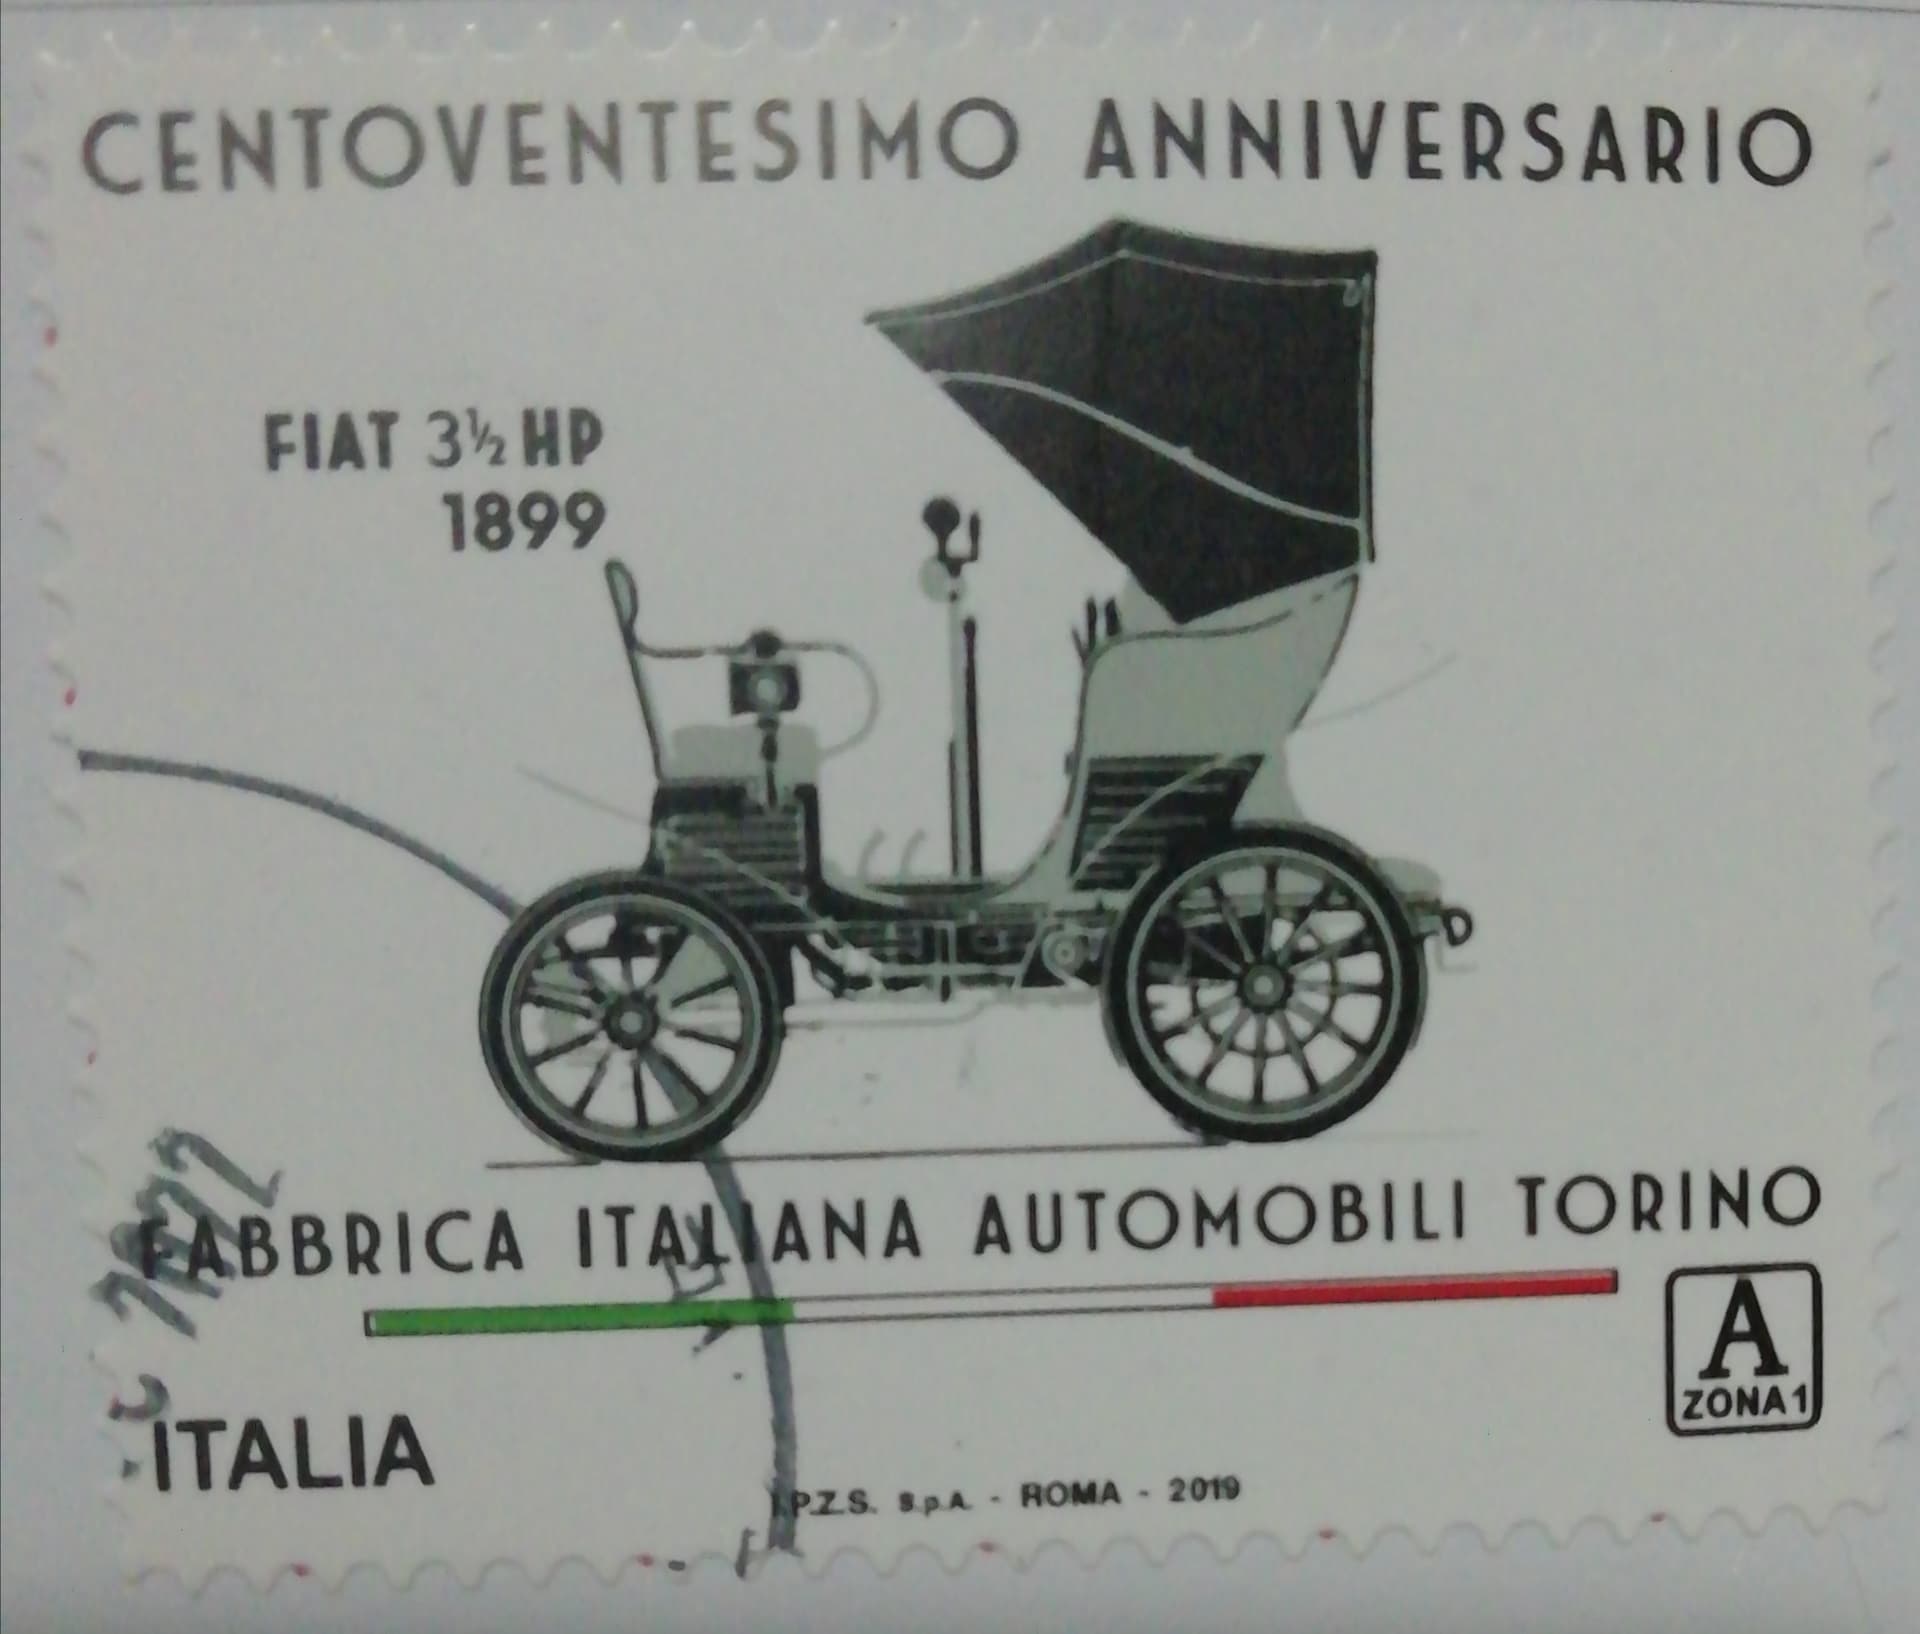 CENTOVENTESIMO ANNIVERSARIO
FIAT 3½ HP
1899
FABBRICA ITALIANA AUTOMOBILI TORINO
A
ZONA 1
ITALIA
I.P.Z.S. S.p.A. - ROMA - 2019